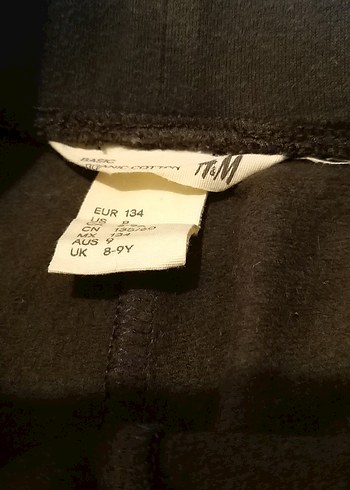 BASIC
ORGANIC COTTON
H&M
EUR 134
US 9
CN 135/60
MX 134
AUS 9
UK 8-9Y